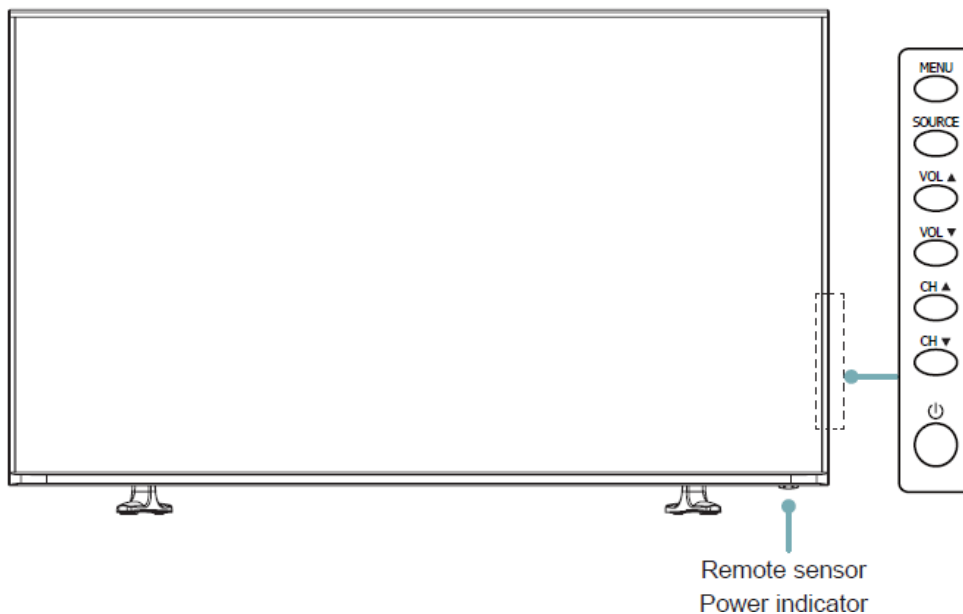 MENU
SOURCE
VOL ▲
VOL ▼
CH ▲
CH ▼
Remote sensor
Power indicator